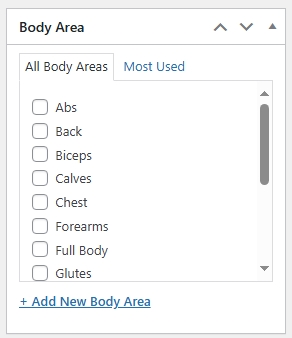 Body Area
All Body Areas
Most Used
Abs
Back
Biceps
Calves
Chest
Forearms
Full Body
Glutes
+ Add New Body Area